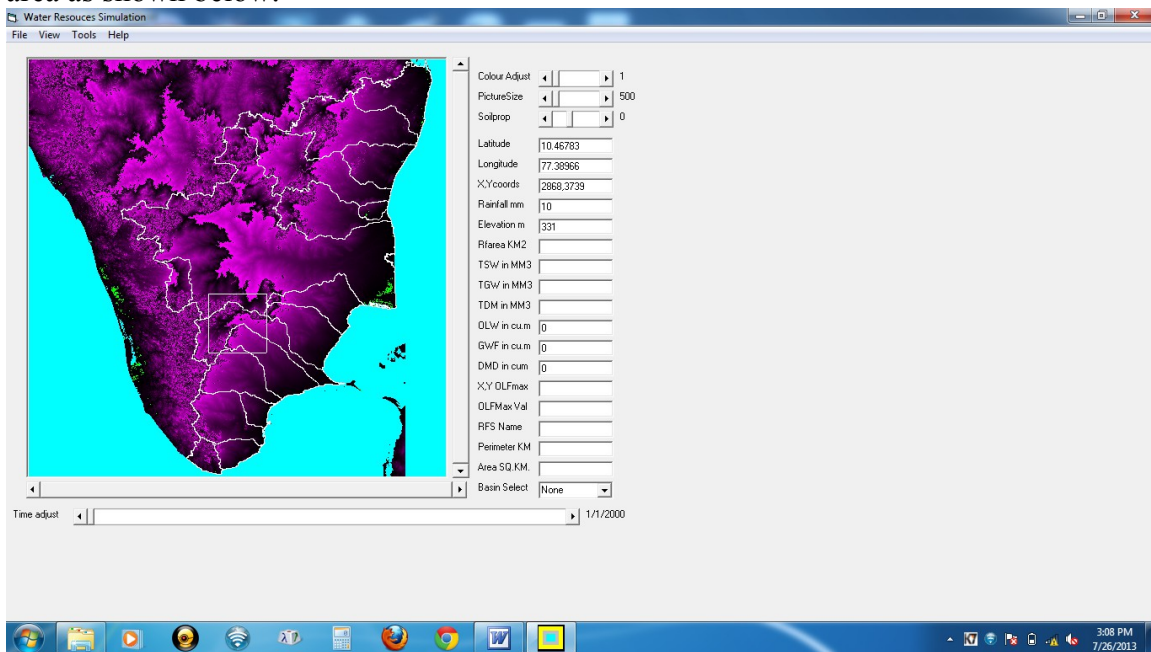 area as shown below.
Water Resouces Simulation
File View Tools Help
Colour Adjust 1
PictureSize 500
Soilprop 0
Latitude 10.46783
Longitude 77.38966
X,Ycoords 2868,3739
Rainfall mm 10
Elevation m 331
Rfarea KM2
TSW in MM3
TGW in MM3
TDM in MM3
OLW in cu.m 0
GWF in cu.m 0
DMD in cum 0
X,Y OLFmax
OLFMax Val
RFS Name
Perimeter KM
Area SQ.KM.
Basin Select None
Time adjust 1/1/2000
3:08 PM
7/26/2013